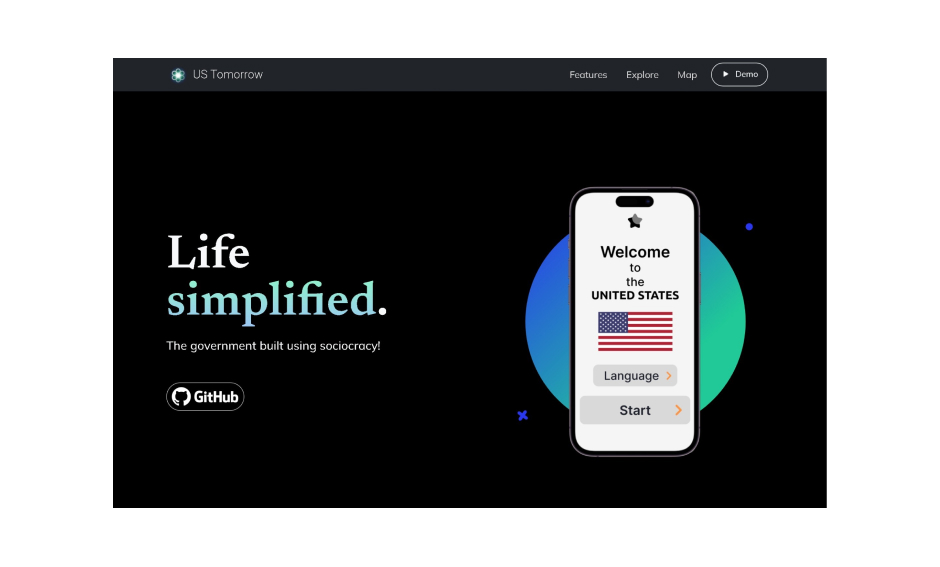 US Tomorrow
Features Explore Map Demo
Life
simplified.
The government built using sociocracy!
GitHub
Welcome
to
the
UNITED STATES
Language
Start